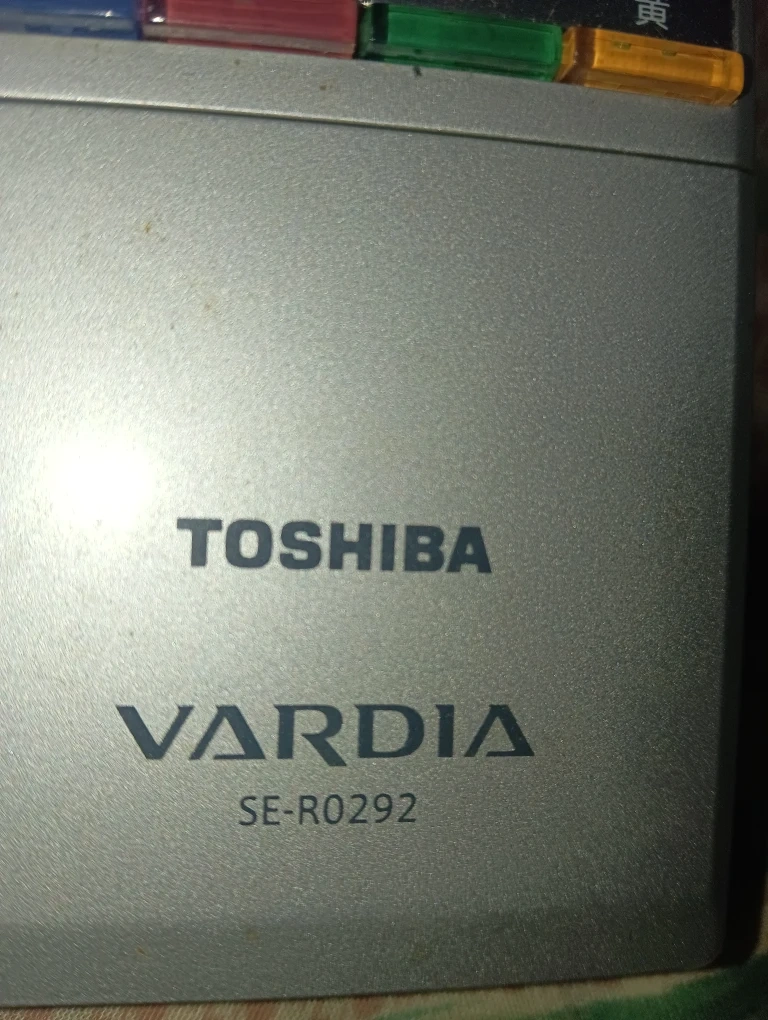 黄
TOSHIBA
VARDIA
SE-R0292